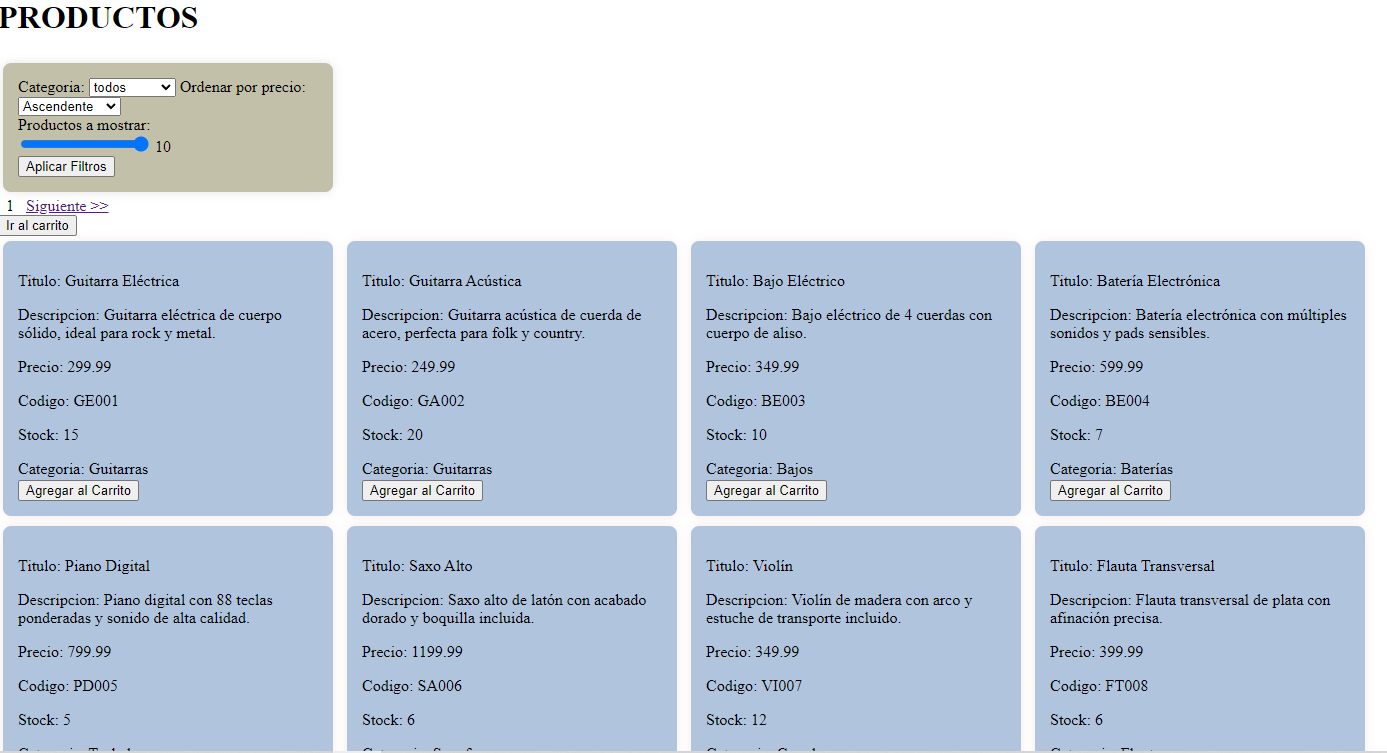 PRODUCTOS
Categoria: todos Ordenar por precio:
Ascendente
Productos a mostrar:
10
Aplicar Filtros
1 Siguiente >>
Ir al carrito
Titulo: Guitarra Eléctrica
Descripcion: Guitarra eléctrica de cuerpo
sólido, ideal para rock y metal.
Precio: 299.99
Codigo: GE001
Stock: 15
Categoria: Guitarras
Agregar al Carrito
Titulo: Guitarra Acústica
Descripcion: Guitarra acústica de cuerda de
acero, perfecta para folk y country.
Precio: 249.99
Codigo: GA002
Stock: 20
Categoria: Guitarras
Agregar al Carrito
Titulo: Bajo Eléctrico
Descripcion: Bajo eléctrico de 4 cuerdas con
cuerpo de aliso.
Precio: 349.99
Codigo: BE003
Stock: 10
Categoria: Bajos
Agregar al Carrito
Titulo: Batería Electrónica
Descripcion: Batería electrónica con múltiples
sonidos y pads sensibles.
Precio: 599.99
Codigo: BE004
Stock: 7
Categoria: Baterías
Agregar al Carrito
Titulo: Piano Digital
Descripcion: Piano digital con 88 teclas
ponderadas y sonido de alta calidad.
Precio: 799.99
Codigo: PD005
Stock: 5
Titulo: Saxo Alto
Descripcion: Saxo alto de latón con acabado
dorado y boquilla incluida.
Precio: 1199.99
Codigo: SA006
Stock: 6
Titulo: Violín
Descripcion: Violín de madera con arco y
estuche de transporte incluido.
Precio: 349.99
Codigo: VI007
Stock: 12
Titulo: Flauta Transversal
Descripcion: Flauta transversal de plata con
afinación precisa.
Precio: 399.99
Codigo: FT008
Stock: 6